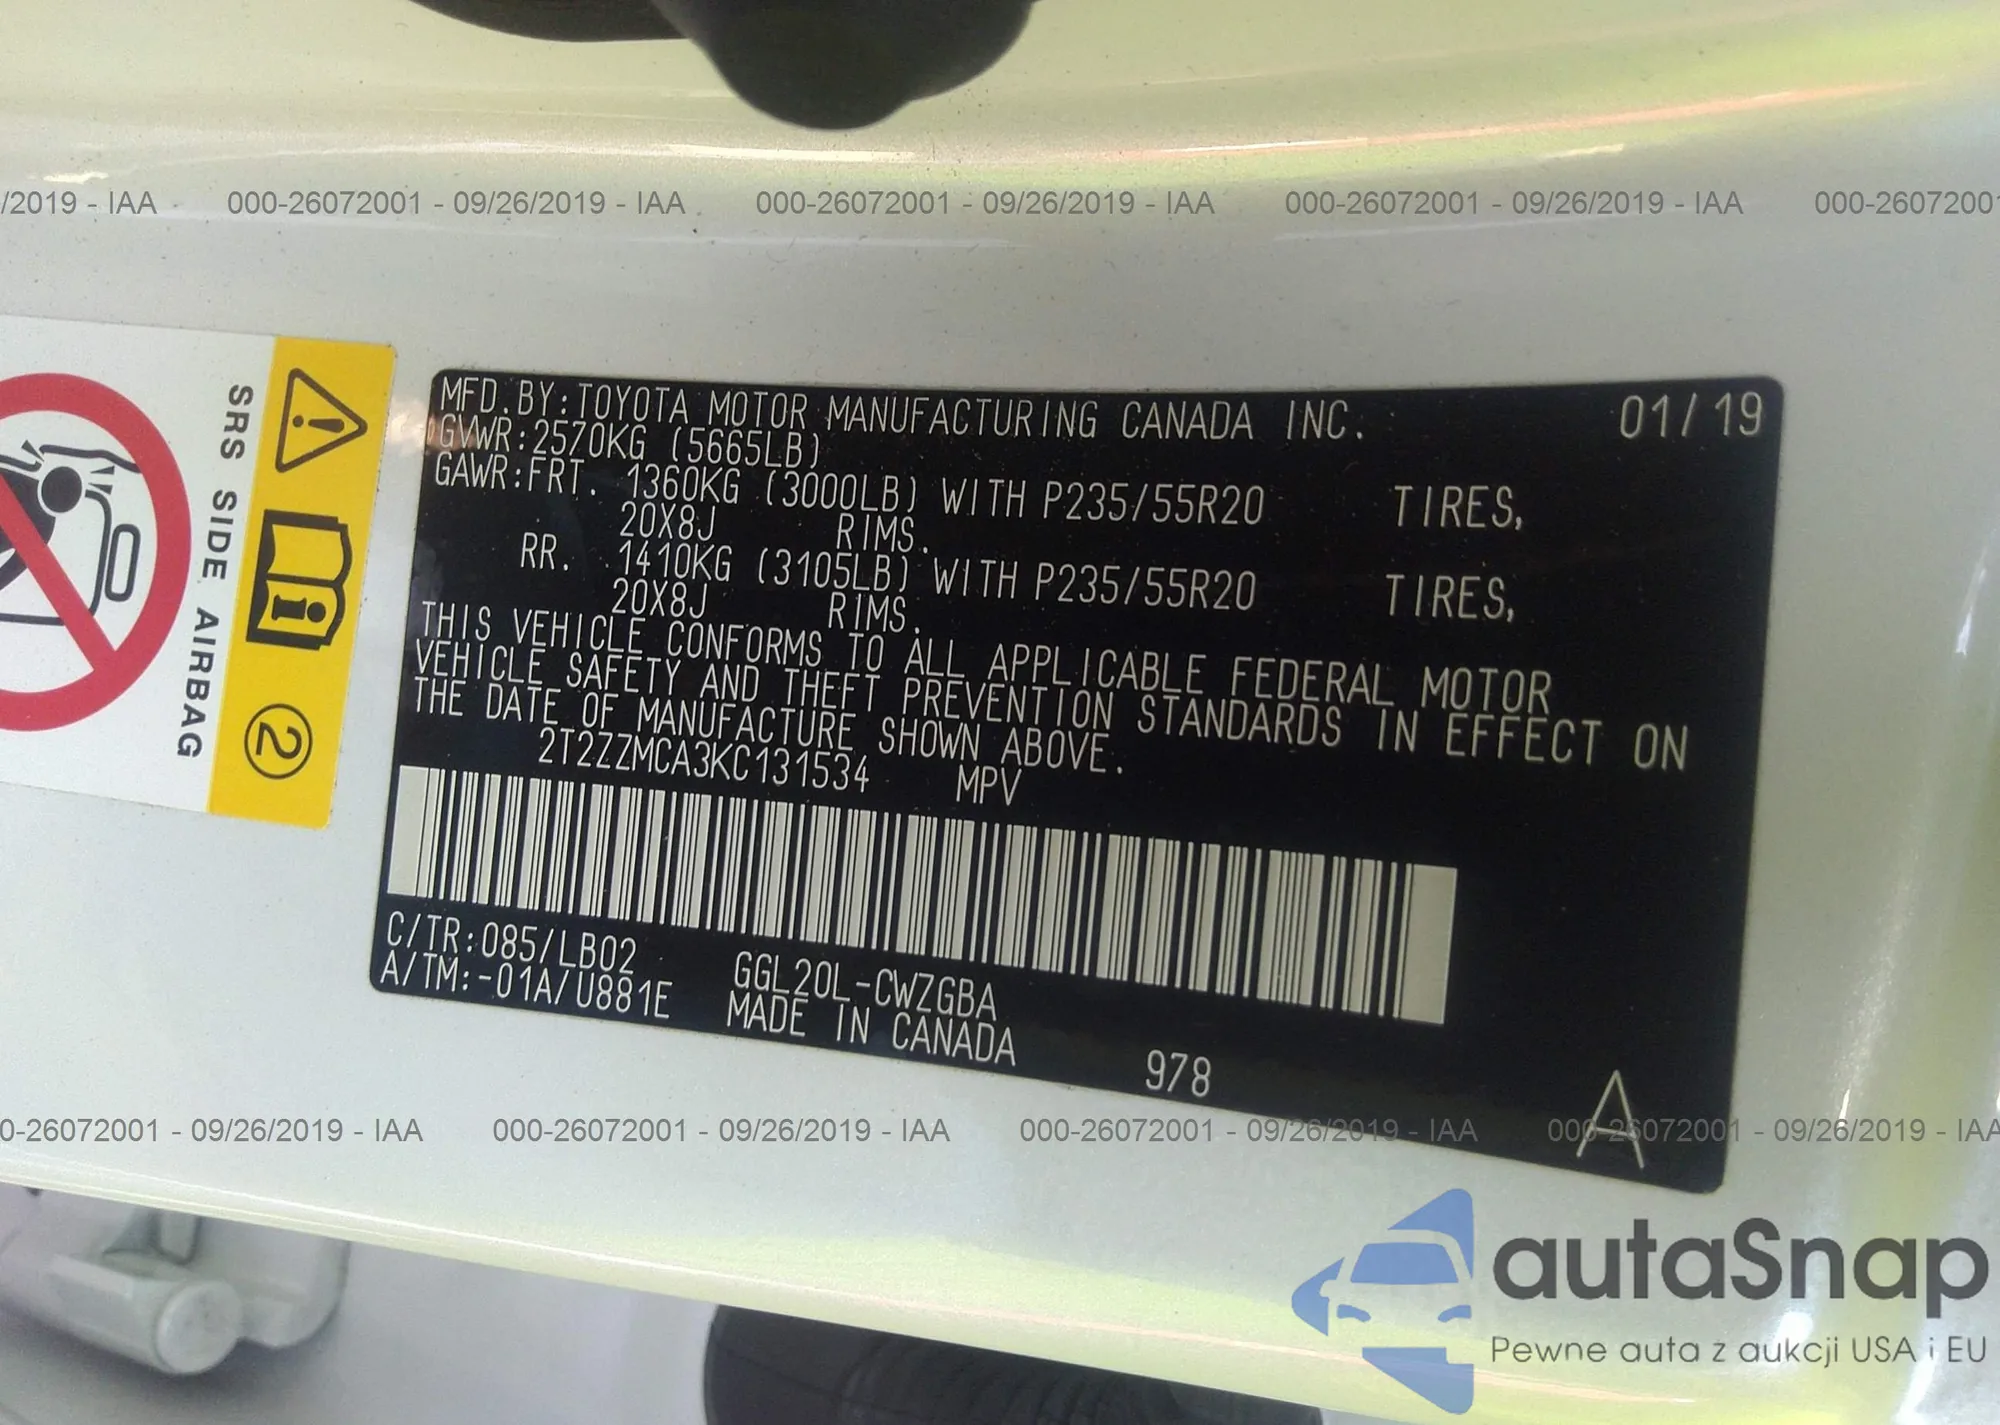 /2019 - IAA 000-26072001 - 09/26/2019 - IAA 000-26072001 - 09/26/2019 - IAA 000-26072001 - 09/26/2019 - IAA 000-2607200
SRS SIDE AIRBAG
2
MFD.BY:TOYOTA MOTOR MANUFACTURING CANADA INC. 01/19
GVWR:2570KG (5665LB)
GAWR:FRT. 1360KG (3000LB) WITH P235/55R20 TIRES,
20X8J RIMS.
RR. 1410KG (3105LB) WITH P235/55R20 TIRES,
20X8J RIMS.
THIS VEHICLE CONFORMS TO ALL APPLICABLE FEDERAL MOTOR
VEHICLE SAFETY AND THEFT PREVENTION STANDARDS IN EFFECT ON
THE DATE OF MANUFACTURE SHOWN ABOVE.
2T2ZZMCA3KC131534 MPV
C/TR:085/LB02
A/TM:-01A/U881E
GGL20L-CWZGBA
MADE IN CANADA
978
A
0-26072001 - 09/26/2019 - IAA 000-26072001 - 09/26/2019 - IAA 000-26072001 - 09/26/2019 - IAA 000-26072001 - 09/26/2019 - IAA
autaSnap
Pewne auta z aukcji USA i EU